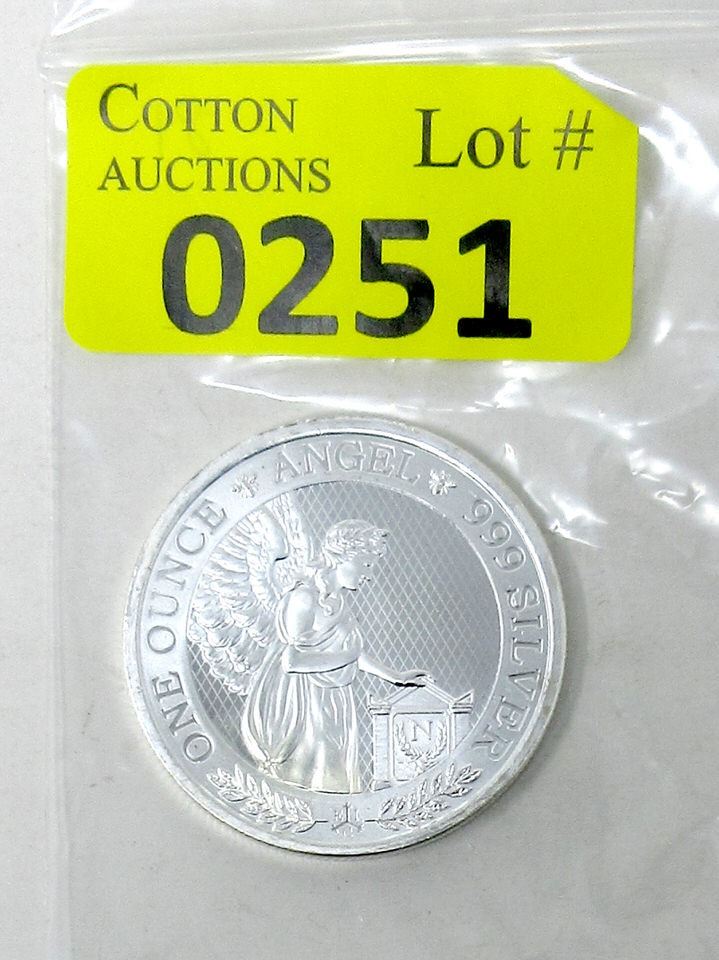 COTTON
AUCTIONS
Lot #
0251
ONE OUNCE * ANGEL * 999 SILVER
N